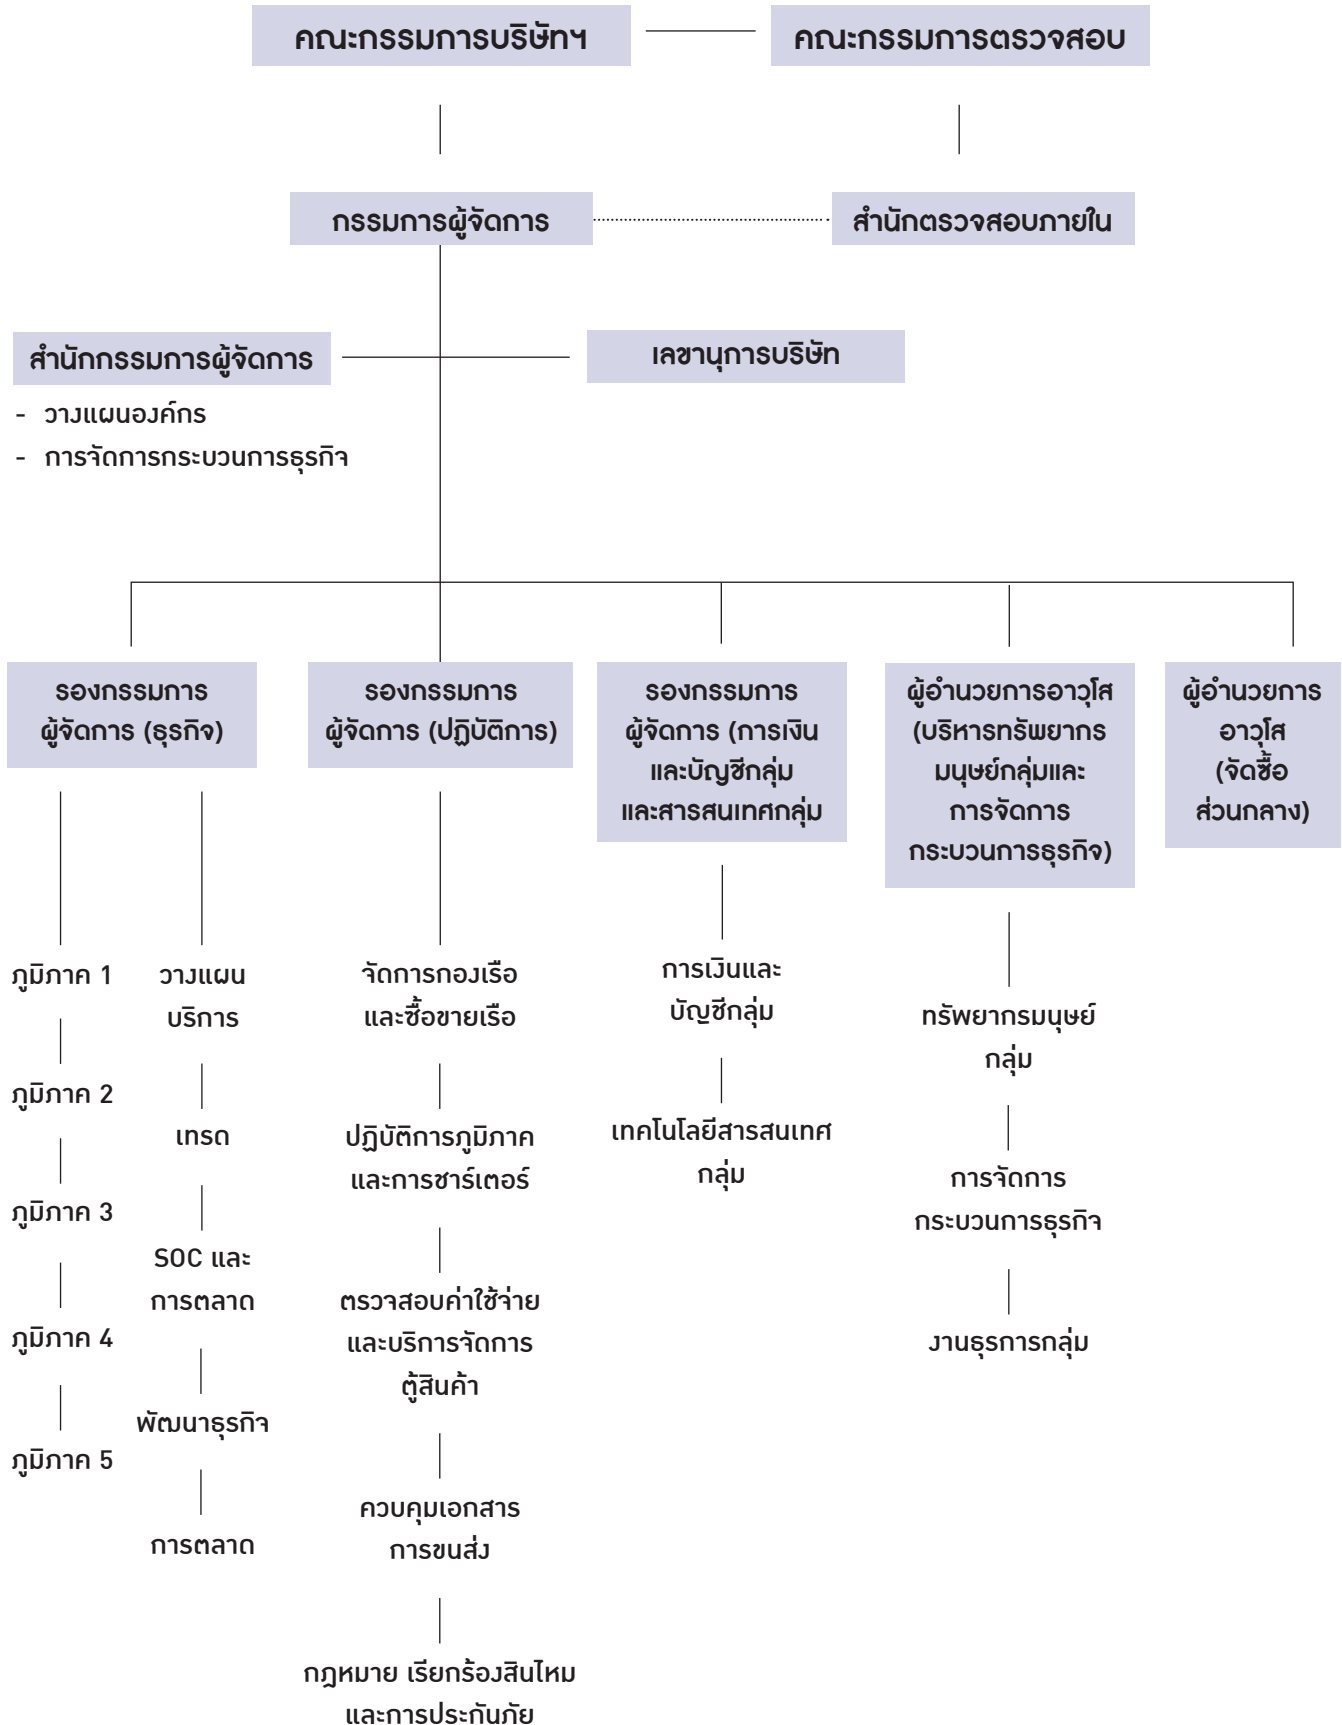 คณะกรรมการบริษัทฯ
คณะกรรมการตรวจสอบ
กรรมการผู้จัดการ
สำนักตรวจสอบภายใน
สำนักกรรมการผู้จัดการ
- วางแผนองค์กร
- การจัดการกระบวนการธุรกิจ
เลขานุการบริษัท
รองกรรมการ
ผู้จัดการ (ธุรกิจ)
ภูมิภาค 1
ภูมิภาค 2
ภูมิภาค 3
ภูมิภาค 4
ภูมิภาค 5
วางแผน
บริการ
เทรด
SOC และ
การตลาด
พัฒนาธุรกิจ
การตลาด
รองกรรมการ
ผู้จัดการ (ปฏิบัติการ)
จัดการกองเรือ
และซื้อขายเรือ
ปฏิบัติการภูมิภาค
และการชาร์เตอร์
ตรวจสอบค่าใช้จ่าย
และบริการจัดการ
ตู้สินค้า
ควบคุมเอกสาร
การขนส่ง
กฎหมาย เรียกร้องสินไหม
และการประกันภัย
รองกรรมการ
ผู้จัดการ (การเงิน
และบัญชีกลุ่ม
และสารสนเทศกลุ่ม
การเงินและ
บัญชีกลุ่ม
เทคโนโลยีสารสนเทศ
กลุ่ม
ผู้อำนวยการอาวุโส
(บริหารทรัพยากร
มนุษย์กลุ่มและ
การจัดการ
กระบวนการธุรกิจ)
ทรัพยากรมนุษย์
กลุ่ม
การจัดการ
กระบวนการธุรกิจ
งานธุรการกลุ่ม
ผู้อำนวยการ
อาวุโส
(จัดซื้อ
ส่วนกลาง)